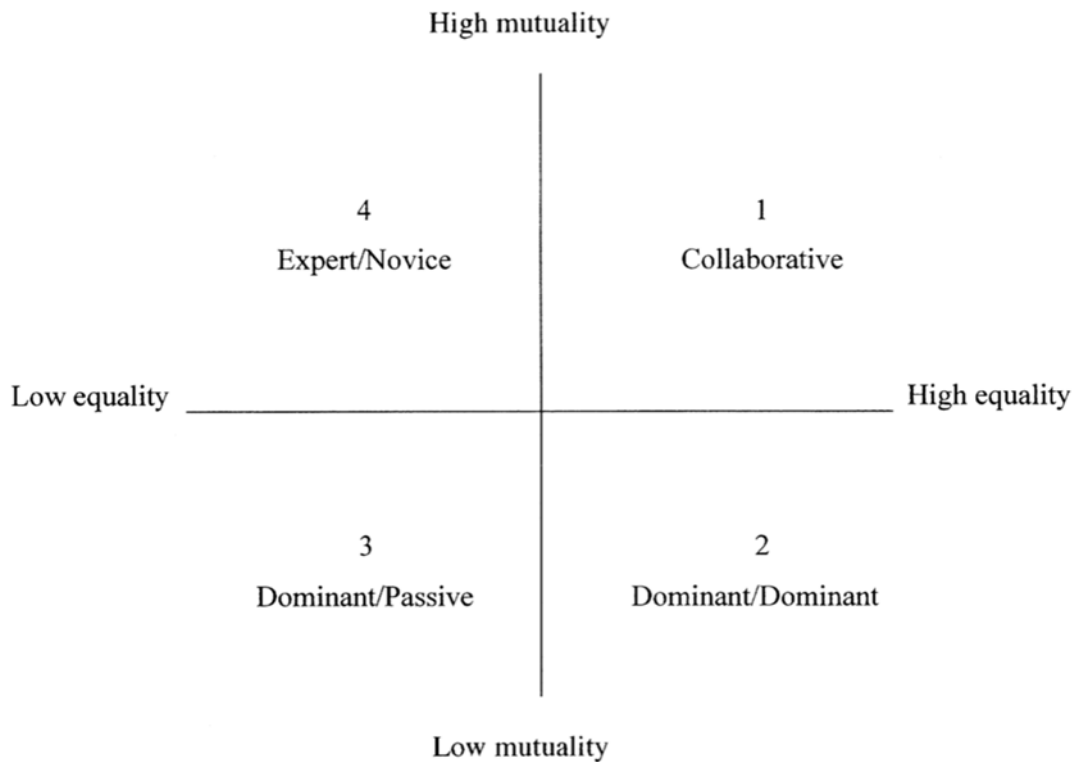 High mutuality
4
Expert/Novice
1
Collaborative
Low equality
High equality
3
Dominant/Passive
2
Dominant/Dominant
Low mutuality